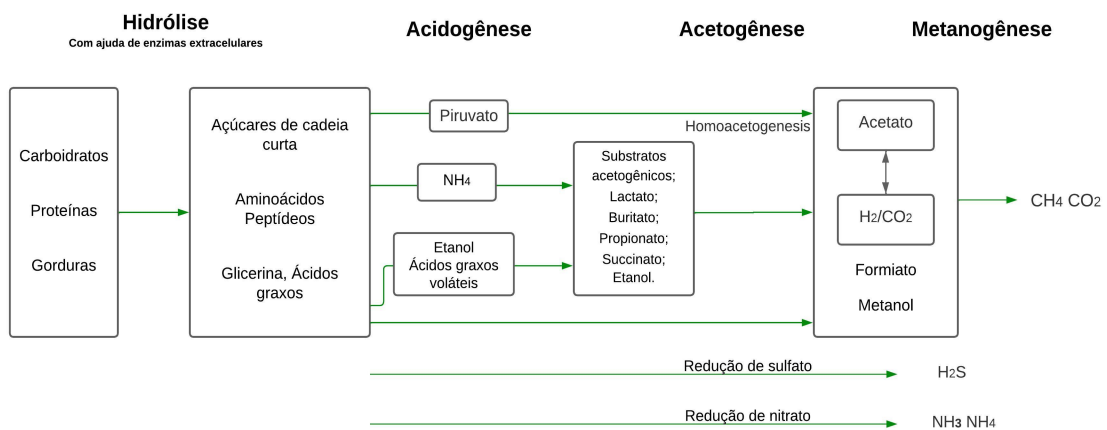 Hidrólise
Com ajuda de enzimas extracelulares
Acidogênese
Acetogênese
Metanogênese
Carboidratos
Proteínas
Gorduras
Açúcares de cadeia
curta
Aminoácidos
Peptídeos
Glicerina, Ácidos
graxos
Piruvato
NH4
Etanol
Ácidos graxos
voláteis
Homoacetogenesis
Substratos
acetogênicos;
Lactato;
Buritato;
Propionato;
Succinato;
Etanol.
Acetato
H2/CO2
Formiato
Metanol
CH4 CO2
Redução de sulfato
H2S
Redução de nitrato
NH3 NH4